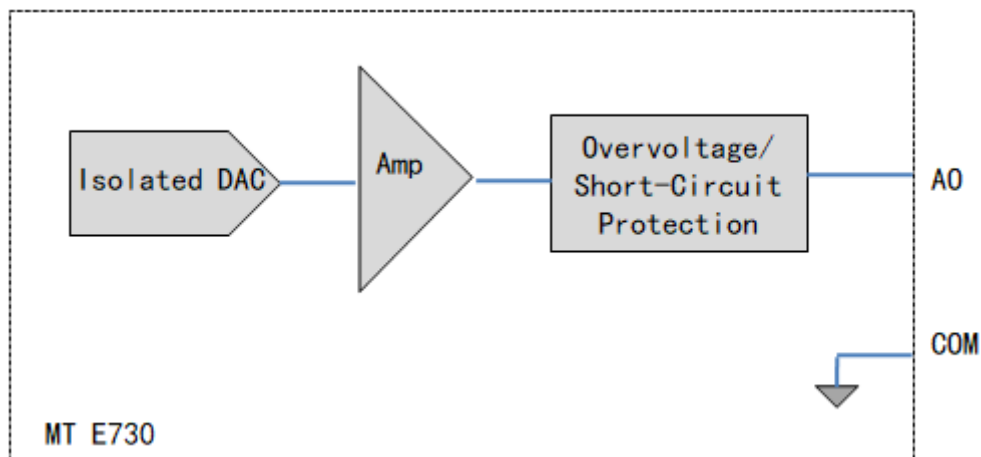 Isolated DAC
Amp
Overvoltage/
Short-Circuit
Protection
AO
COM
MT E730